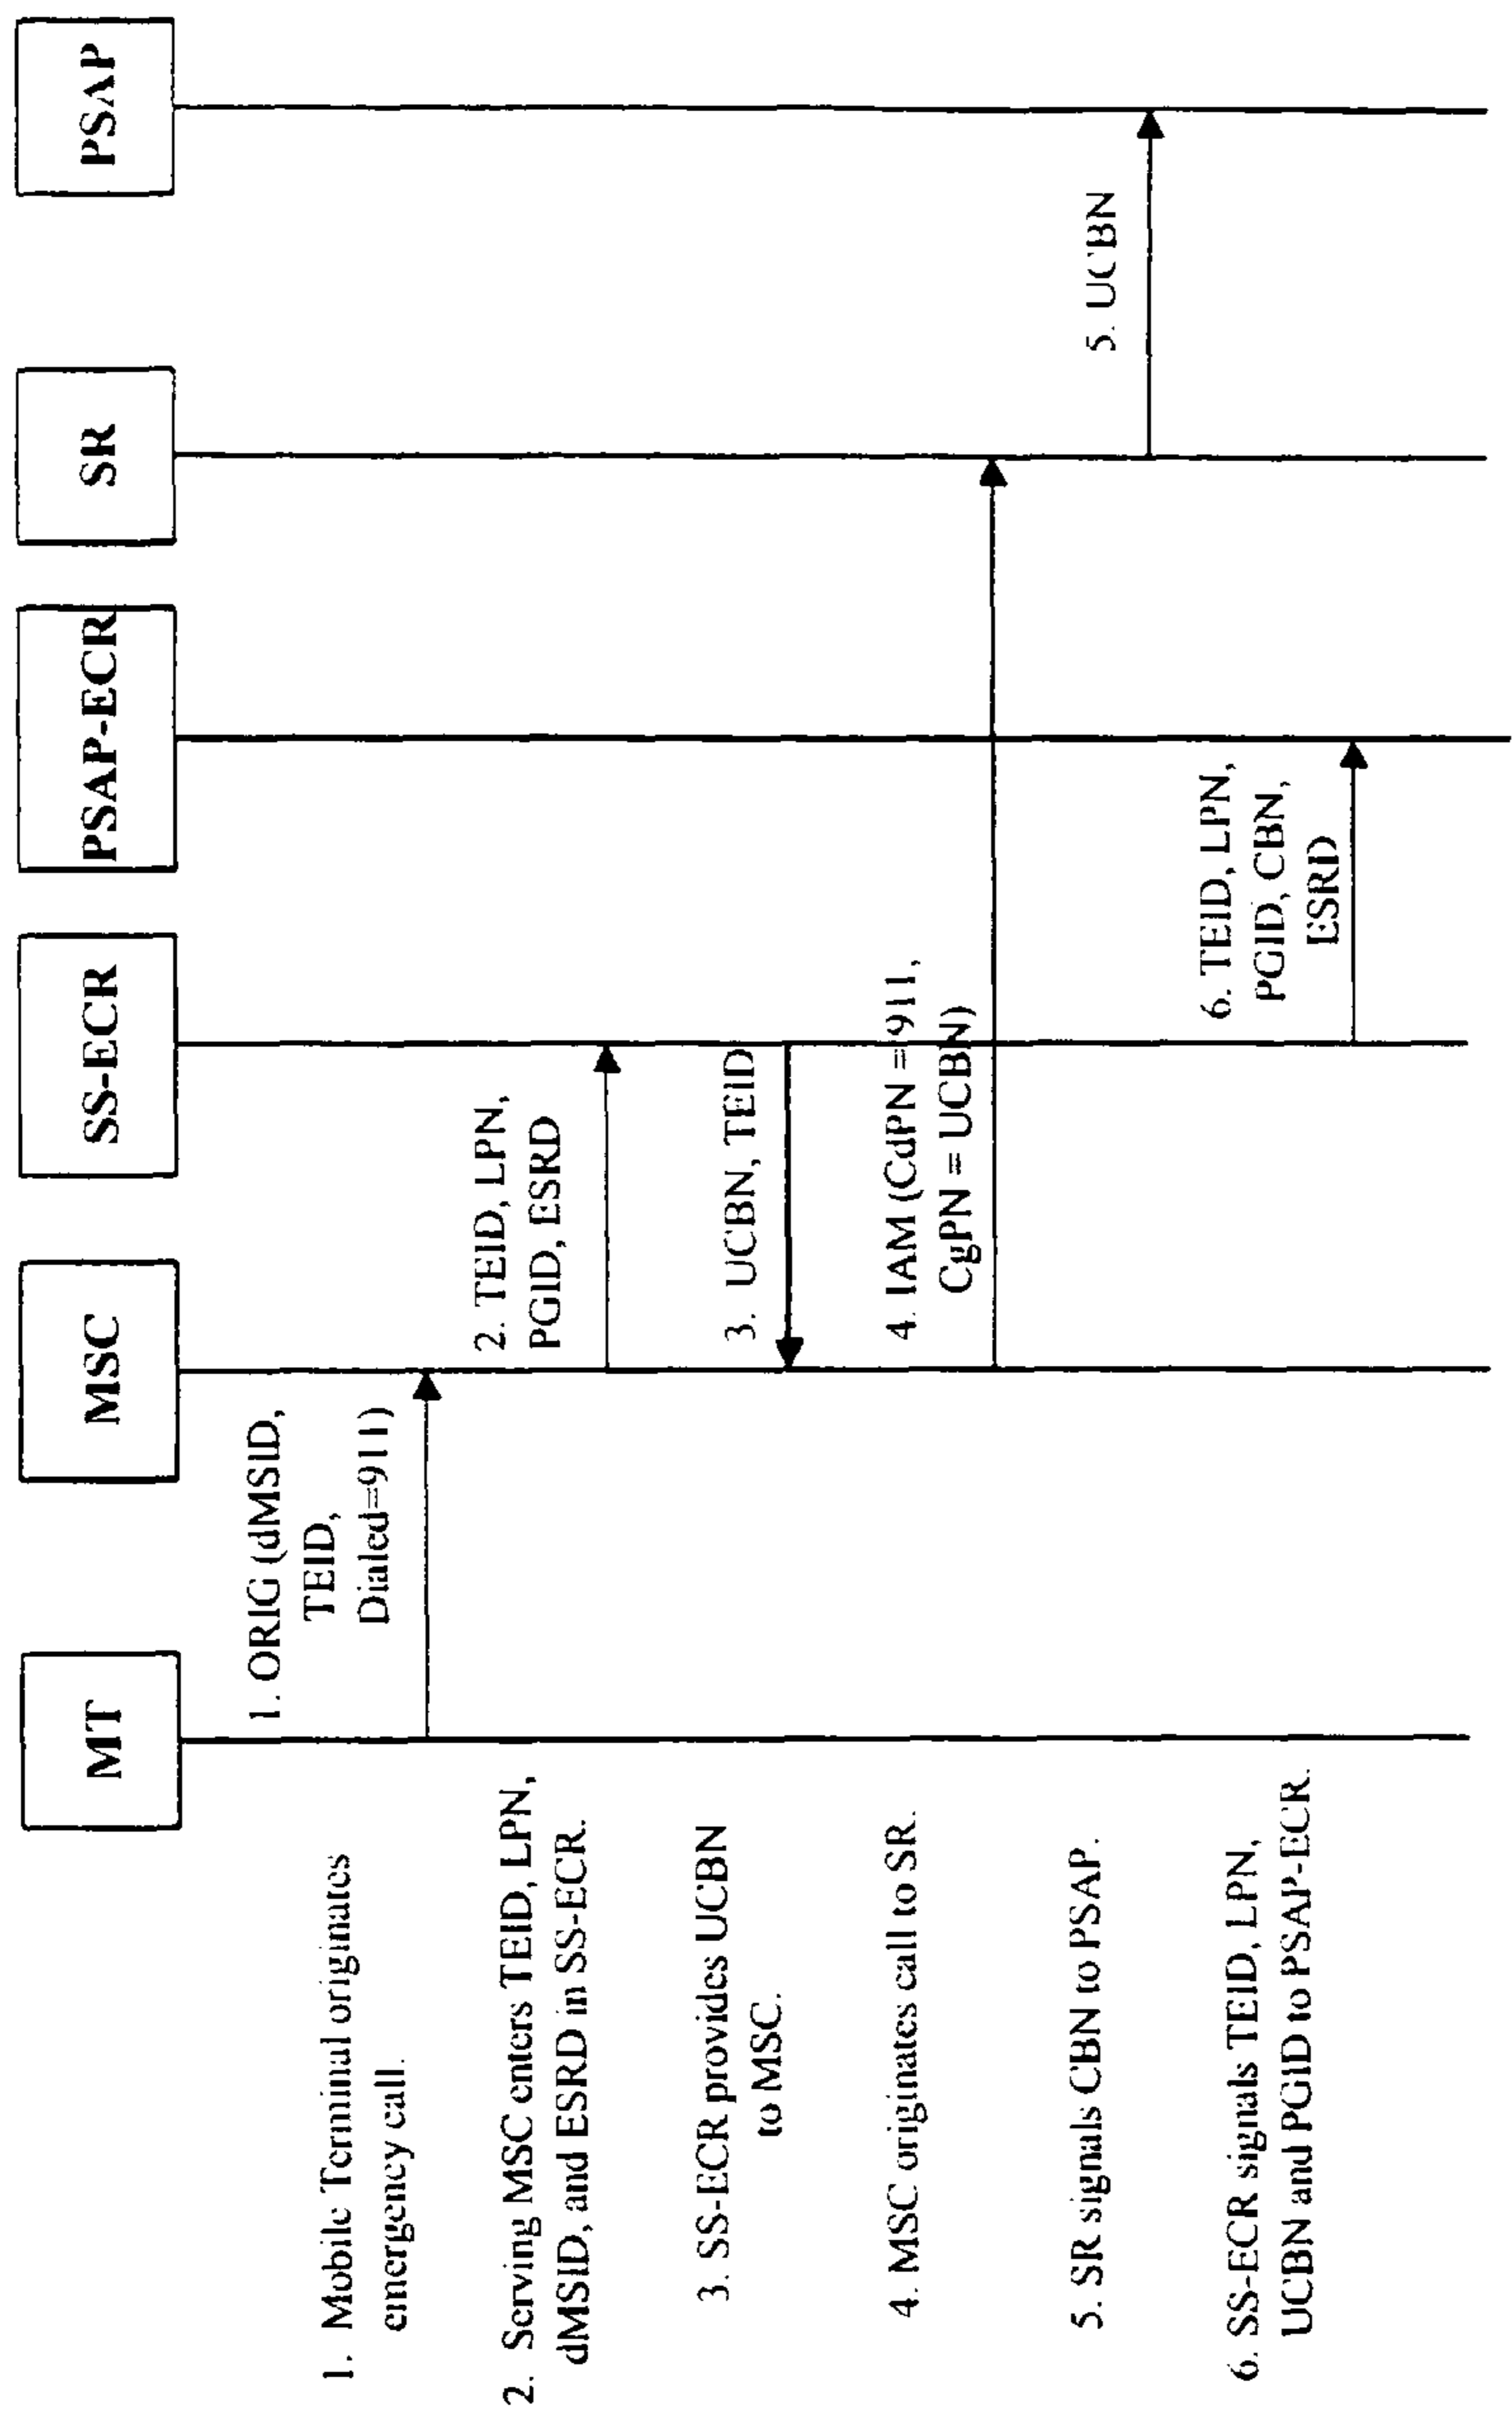 MT
MSC
SS-ECR
PSAP-ECR
SR
PSAP
1. Mobile Terminal originates
emergency call.
1. ORIG (dMSID,
TEID,
Dialed=911)
2. Serving MSC enters TEID, LPN,
dMSID, and ESRD in SS-ECR.
2. TEID, LPN,
PGID, ESRD
3. SS-ECR provides UCBN
to MSC.
3. UCBN, TEID
4. MSC originates call to SR.
4. IAM (CdPN = 911,
CgPN = UCBN)
5. SR signals CBN to PSAP.
5. UCBN
6. SS-ECR signals TEID, LPN,
UCBN and PGID to PSAP-ECR.
6. TEID, LPN,
PGID, CBN,
ESRD